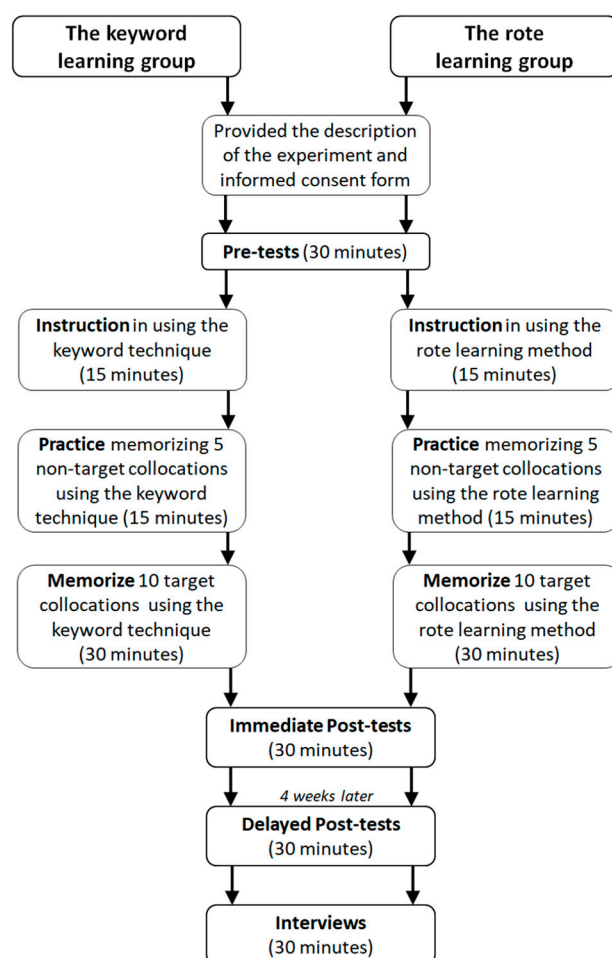 The keyword
learning group
The rote
learning group
Provided the description
of the experiment and
informed consent form
Pre-tests (30 minutes)
Instruction in using the
keyword technique
(15 minutes)
Instruction in using the
rote learning method
(15 minutes)
Practice memorizing 5
non-target collocations
using the keyword
technique (15 minutes)
Practice memorizing 5
non-target collocations
using the rote learning
method (15 minutes)
Memorize 10 target
collocations using the
keyword technique
(30 minutes)
Memorize 10 target
collocations using the
rote learning method
(30 minutes)
Immediate Post-tests
(30 minutes)
4 weeks later
Delayed Post-tests
(30 minutes)
Interviews
(30 minutes)